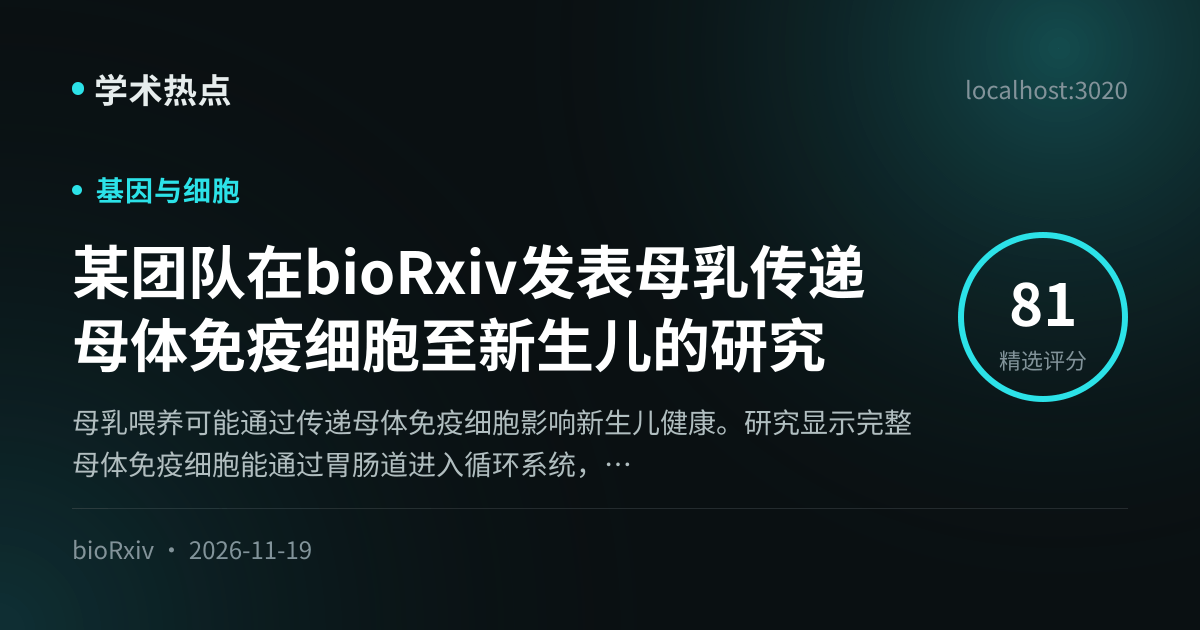 学术热点
localhost:3020
基因与细胞
某团队在bioRxiv发表母乳传递
母体免疫细胞至新生儿的研究
81
精选评分
母乳喂养可能通过传递母体免疫细胞影响新生儿健康。研究显示完整
母体免疫细胞能通过胃肠道进入循环系统，…
bioRxiv · 2026-11-19